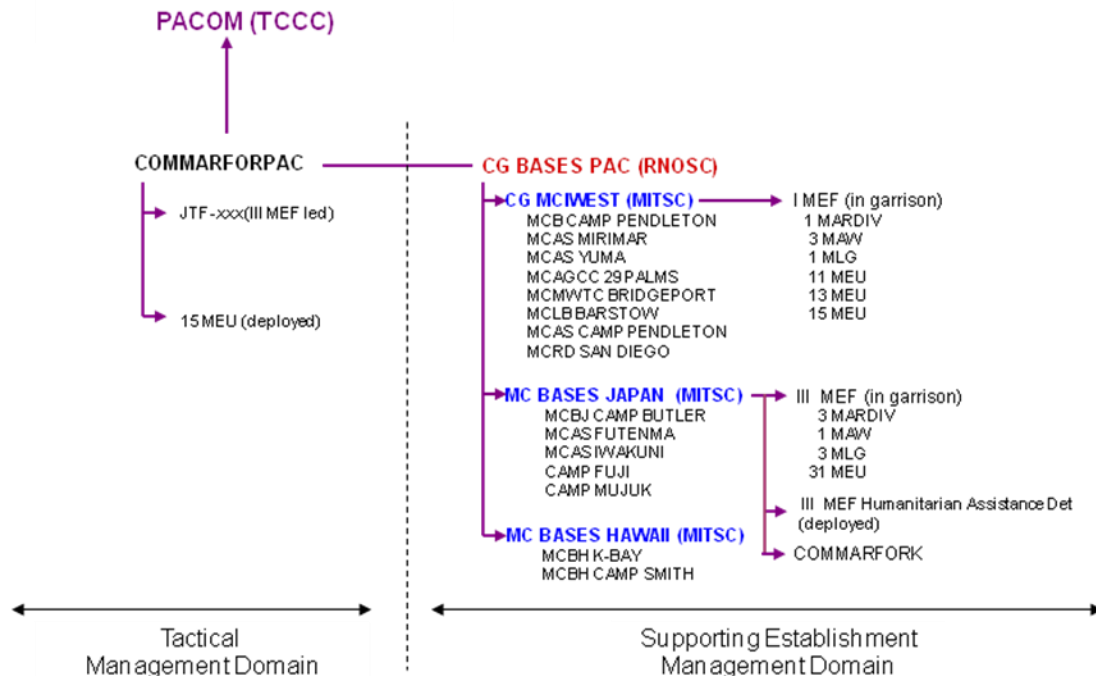 PACOM (TCCC)
COMMARFORPAC
JTF-xxx(III MEF led)
15 MEU (deployed)
CG BASES PAC (RNOSC)
CG MCIWEST (MITSC)
MCB CAMP PENDLETON
MCAS MIRIMAR
MCAS YUMA
MCAGCC 29 PALMS
MCMWTC BRIDGEPORT
MCLB BARSTOW
MCAS CAMP PENDLETON
MCRD SAN DIEGO
I MEF (in garrison)
1 MARDIV
3 MAW
1 MLG
11 MEU
13 MEU
15 MEU
MC BASES JAPAN (MITSC)
MCBJ CAMP BUTLER
MCAS FUTENMA
MCAS IWAKUNI
CAMP FUJI
CAMP MUJUK
III MEF (in garrison)
3 MARDIV
1 MAW
3 MLG
31 MEU
III MEF Humanitarian Assistance Det
(deployed)
COMMARFORK
MC BASES HAWAII (MITSC)
MCBH K-BAY
MCBH CAMP SMITH
Tactical
Management Domain
Supporting Establishment
Management Domain